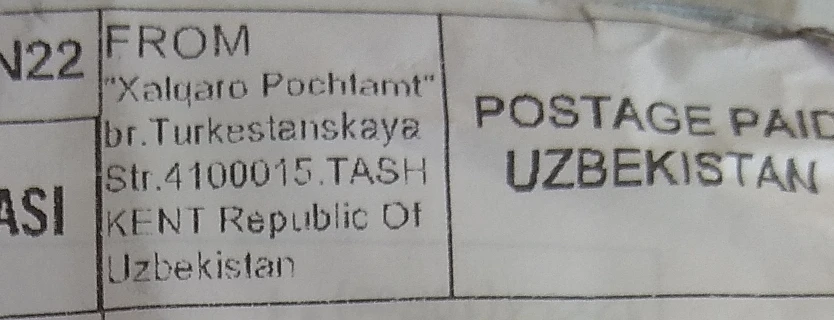 N22
ASI
FROM
"Xalqaro Pochtamt"
br.Turkestanskaya
Str.4100015.TASH
KENT Republic Of
Uzbekistan
POSTAGE PAID
UZBEKISTAN